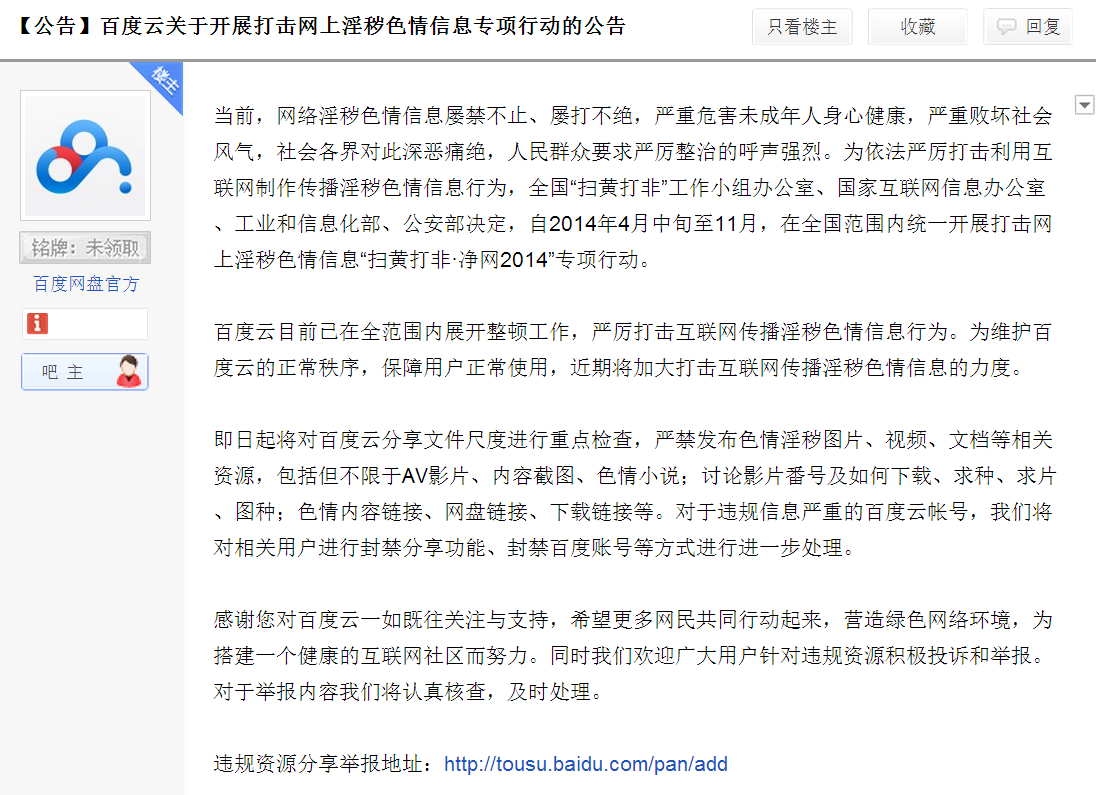 【公告】百度云关于开展打击网上淫秽色情信息专项行动的公告
只看楼主
收藏
回复
楼主
铭牌：未领取
百度网盘官方
吧 主
当前，网络淫秽色情信息屡禁不止、屡打不绝，严重危害未成年人身心健康，严重败坏社会
风气，社会各界对此深恶痛绝，人民群众要求严厉整治的呼声强烈。为依法严厉打击利用互
联网制作传播淫秽色情信息行为，全国“扫黄打非”工作小组办公室、国家互联网信息办公室
、工业和信息化部、公安部决定，自2014年4月中旬至11月，在全国范围内统一开展打击网
上淫秽色情信息“扫黄打非·净网2014”专项行动。
百度云目前已在全范围内展开整顿工作，严厉打击互联网传播淫秽色情信息行为。为维护百
度云的正常秩序，保障用户正常使用，近期将加大打击互联网传播淫秽色情信息的力度。
即日起将对百度云分享文件尺度进行重点检查，严禁发布色情淫秽图片、视频、文档等相关
资源，包括但不限于AV影片、内容截图、色情小说；讨论影片番号及如何下载、求种、求片
、图种；色情内容链接、网盘链接、下载链接等。对于违规信息严重的百度云帐号，我们将
对相关用户进行封禁分享功能、封禁百度账号等方式进行进一步处理。
感谢您对百度云一如既往关注与支持，希望更多网民共同行动起来，营造绿色网络环境，为
搭建一个健康的互联网社区而努力。同时我们欢迎广大用户针对违规资源积极投诉和举报。
对于举报内容我们将认真核查，及时处理。
违规资源分享举报地址：http://tousu.baidu.com/pan/add